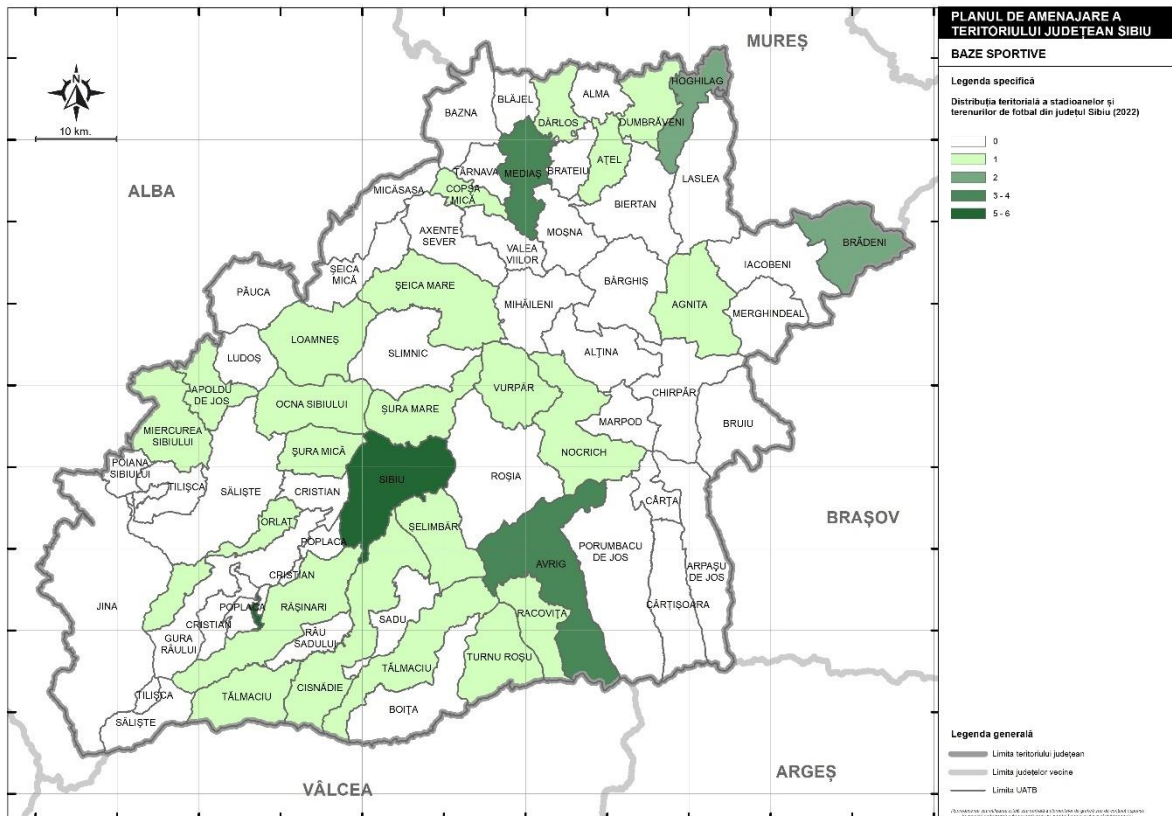 PLANUL DE AMENAJARE A
TERITORIULUI JUDEȚEAN SIBIU
BAZE SPORTIVE
Legenda specifică
Distribuția teritorială a stadioanelor și
terenurilor de fotbal din județul Sibiu (2022)
0
1
2
3 - 4
5 - 6
MUREȘ
N
10 km.
ALBA
BRAȘOV
ARGEȘ
VÂLCEA
HOGHILAG
BLĂJEL
ALMA
BAZNA
DÂRLOS
DUMBRĂVENI
AȚEL
TÂRNAVA
MEDIAȘ
BRATEIU
LASLEA
MICĂSASA
COPȘA
MICĂ
BIERTAN
AXENTE
SEVER
MOȘNA
VALEA
VIILOR
BRĂDENI
IACOBENI
ȘEICA
MICĂ
ȘEICA MARE
BÂRGHIȘ
PĂUCA
MIHĂILENI
AGNITA
MERGHINDEAL
LOAMNEȘ
SLIMNIC
ALȚINA
LUDOȘ
APOLDU
DE JOS
VURPĂR
CHIRPĂR
OCNA SIBIULUI
ȘURA MARE
MARPOD
BRUIU
MIERCUREA
SIBIULUI
ȘURA MICĂ
NOCRICH
POIANA
SIBIULUI
TILIȘCA
SĂLIȘTE
CRISTIAN
SIBIU
ROȘIA
CÂRȚA
ORLAT
ȘELIMBĂR
POPLACA
PORUMBACU
DE JOS
AVRIG
ARPAȘU
DE JOS
CRISTIAN
JINA
POPLACA
RĂȘINARI
CÂRȚIȘOARA
CRISTIAN
SADU
RACOVIȚA
GURA
RÂULUI
RÂU
SADULUI
TURNU ROȘU
TĂLMACIU
TILIȘCA
TĂLMACIU
CISNĂDIE
BOIȚA
SĂLIȘTE
Legenda generală
Limita teritoriului județean
Limita județelor vecine
Limita UATB